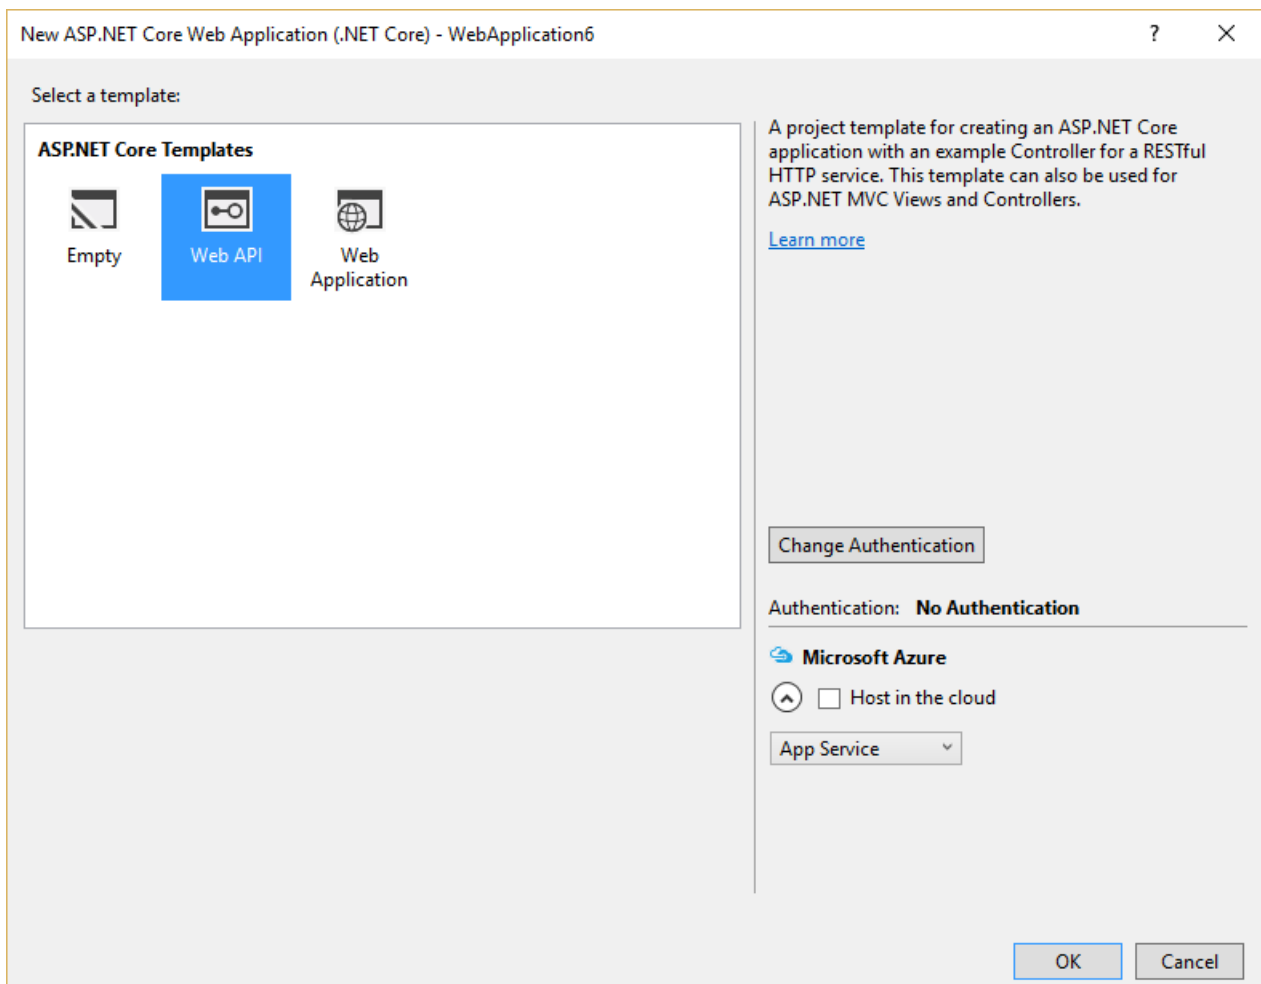 New ASP.NET Core Web Application (.NET Core) - WebApplication6
?
Select a template:
ASP.NET Core Templates
Empty
Web API
Web
Application
A project template for creating an ASP.NET Core
application with an example Controller for a RESTful
HTTP service. This template can also be used for
ASP.NET MVC Views and Controllers.
Learn more
Change Authentication
Authentication: No Authentication
Microsoft Azure
Host in the cloud
App Service
OK
Cancel